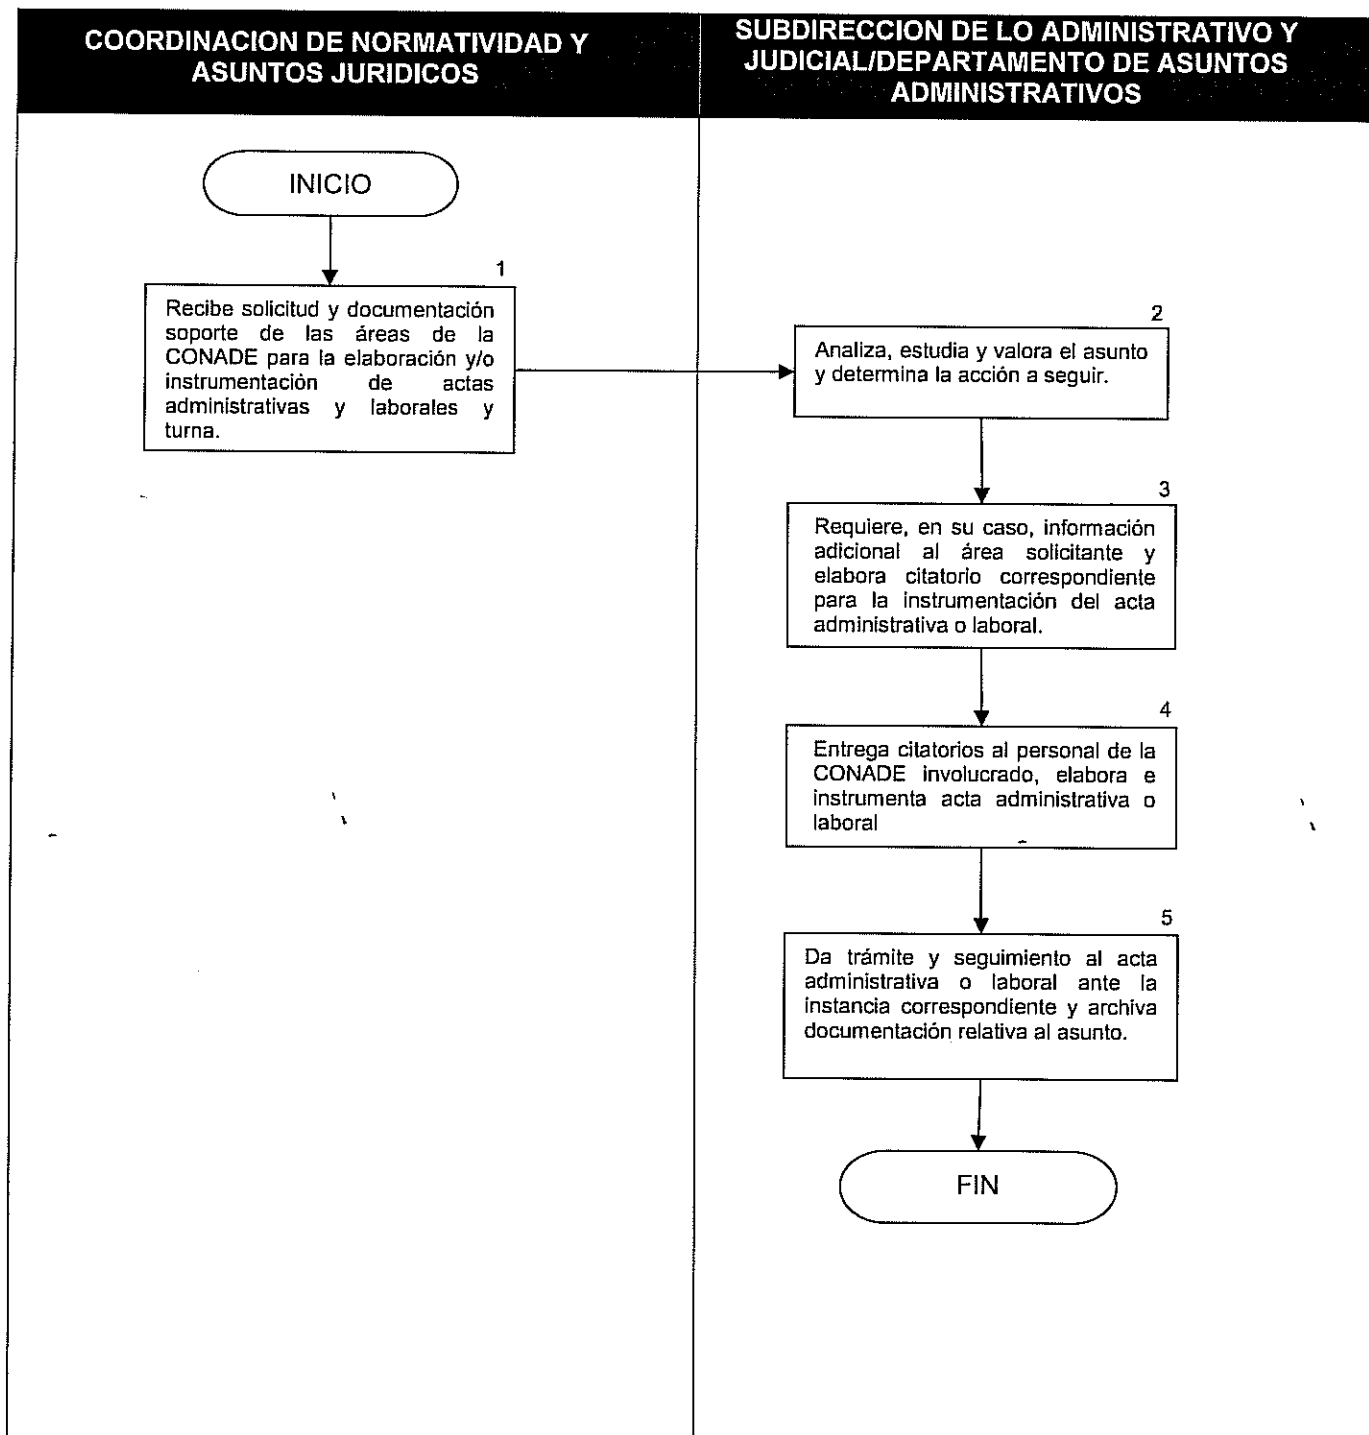 COORDINACION DE NORMATIVIDAD Y
ASUNTOS JURIDICOS
SUBDIRECCION DE LO ADMINISTRATIVO Y
JUDICIAL/DEPARTAMENTO DE ASUNTOS
ADMINISTRATIVOS
INICIO
1
Recibe solicitud y documentación
soporte de las áreas de la
CONADE para la elaboración y/o
instrumentación de actas
administrativas y laborales y
turna.
2
Analiza, estudia y valora el asunto
y determina la acción a seguir.
3
Requiere, en su caso, información
adicional al área solicitante y
elabora citatorio correspondiente
para la instrumentación del acta
administrativa o laboral.
4
Entrega citatorios al personal de la
CONADE involucrado, elabora e
instrumenta acta administrativa o
laboral
5
Da trámite y seguimiento al acta
administrativa o laboral ante la
instancia correspondiente y archiva
documentación relativa al asunto.
FIN